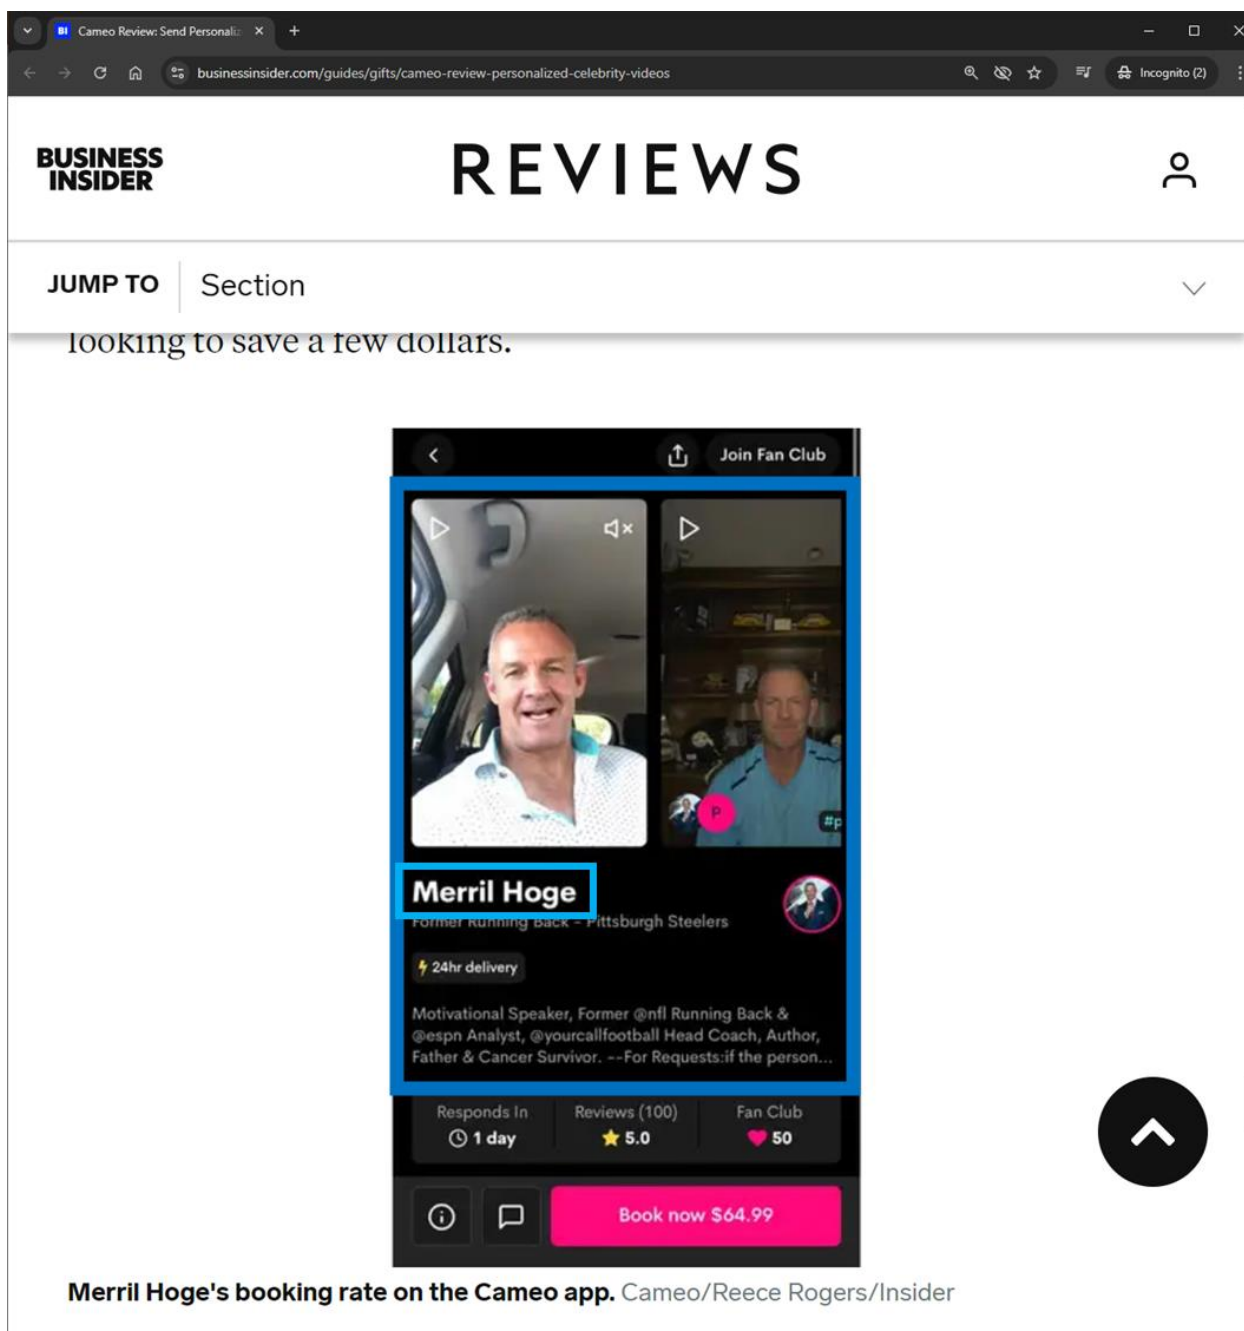 Cameo Review: Send Personaliz
businessinsider.com/guides/gifts/cameo-review-personalized-celebrity-videos
Incognito (2)
BUSINESS
INSIDER
REVIEWS
JUMP TO
Section
looking to save a few dollars.
Join Fan Club
P
#p
Merril Hoge
Former Running Back - Pittsburgh Steelers
24hr delivery
Motivational Speaker, Former @nfl Running Back &
@espn Analyst, @yourcallfootball Head Coach, Author,
Father & Cancer Survivor. --For Requests:if the person...
Responds In Reviews (100) Fan Club
1 day 5.0 50
Book now $64.99
Merril Hoge's booking rate on the Cameo app. Cameo/Reece Rogers/Insider